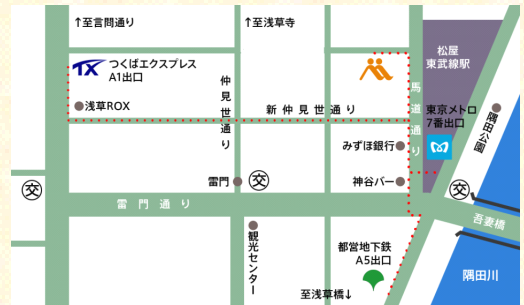 ↑至言問通り
↑至浅草寺
松屋
東武線駅
TX
つくばエクスプレス
A1出口
浅草ROX
仲見世通り
新仲見世通り
馬道通り
東京メトロ
7番出口
隅田公園
みずほ銀行
雷門
交
神谷バー
交
交
雷門通り
吾妻橋
観光センター
都営地下鉄
A5出口
至浅草橋↓
隅田川